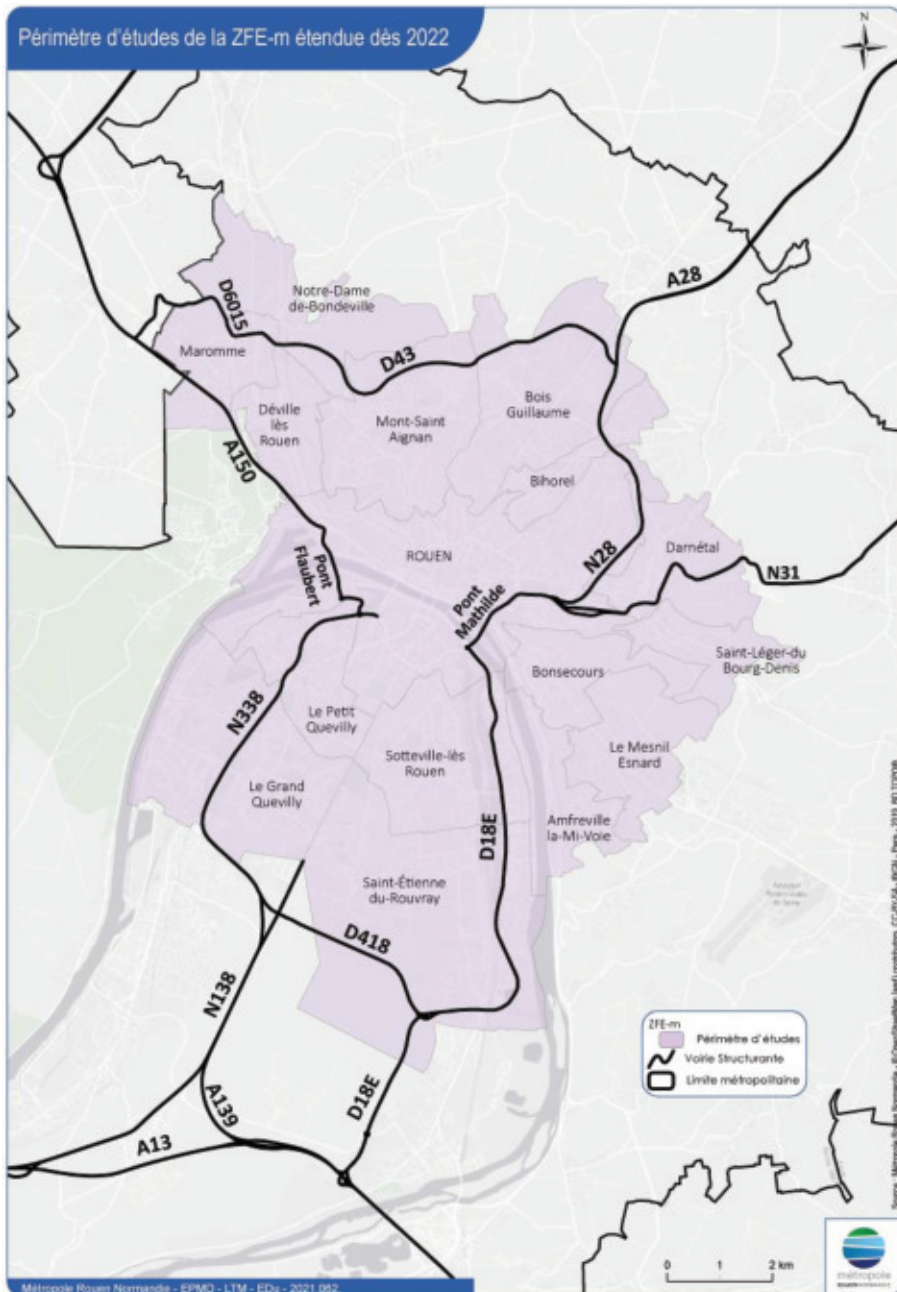 Périmètre d'études de la ZFE-m étendue dès 2022
N
A28
Notre-Dame
de-Bondeville
D6015
Maromme
D43
Bois
Guillaume
Déville
lès
Rouen
Mont-Saint
Aignan
A150
Bihorel
ROUEN
Darnétal
N28
N31
Pont
Flaubert
Pont
Mathilde
Saint-Léger-du
Bourg-Denis
Bonsecours
N338
Le Petit
Quevilly
Sotteville-lès
Rouen
Le Mesnil
Esnard
Le Grand
Quevilly
D18E
Amfreville
la-Mi-Voie
Saint-Étienne
du-Rouvray
D418
N138
ZFE-m
Périmètre d'études
Voirie Structurante
Limite métropolitaine
D18E
A139
A13
0 1 2 km
métropole
ROUENNORMANDIE
Métropole Rouen Normandie - EPMD - LTM - EDu - 2021.062